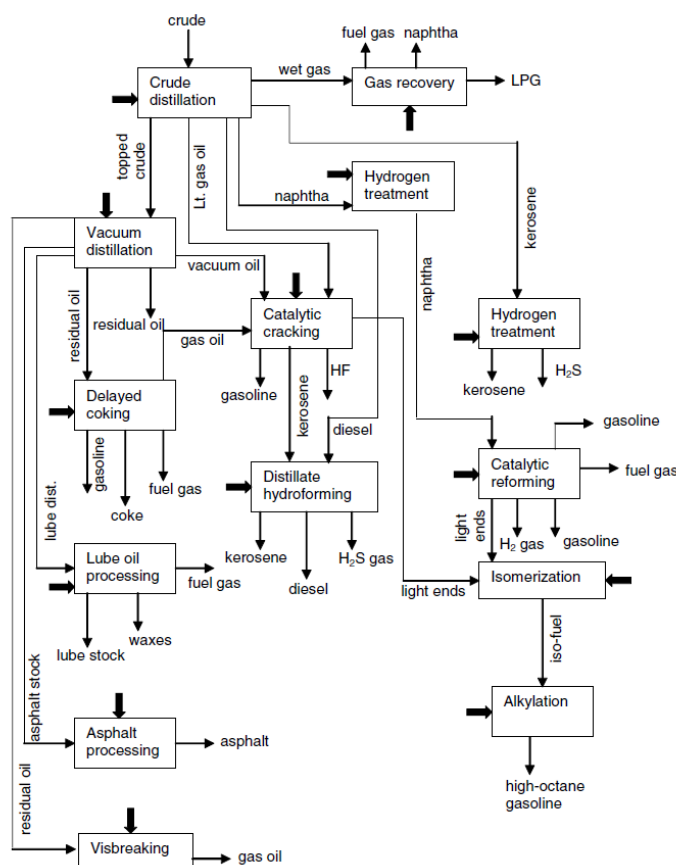 crude
fuel gas
naphtha
wet gas
Crude
distillation
Gas recovery
LPG
topped
crude
Lt. gas oil
naphtha
Hydrogen
treatment
kerosene
Vacuum
distillation
vacuum oil
naphtha
residual oil
residual oil
gas oil
Catalytic
cracking
Hydrogen
treatment
HF
gasoline
kerosene
kerosene
H₂S
Delayed
coking
diesel
gasoline
coke
fuel gas
Distillate
hydroforming
Catalytic
reforming
gasoline
fuel gas
lube dist.
kerosene
diesel
H₂S gas
light
ends
H₂ gas
gasoline
Lube oil
processing
fuel gas
light ends
Isomerization
lube stock
waxes
iso-fuel
asphalt stock
Asphalt
processing
asphalt
Alkylation
high-octane
gasoline
residual oil
Visbreaking
gas oil